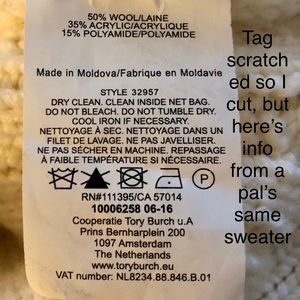 50% WOOL/LAINE
35% ACRYLIC/ACRYLIQUE
15% POLYAMIDE/POLYAMIDE
Made in Moldova/Fabrique en Moldavie
STYLE 32957
DRY CLEAN. CLEAN INSIDE NET BAG.
DO NOT BLEACH. DO NOT TUMBLE DRY.
COOL IRON IF NECESSARY.
NETTOYAGE À SEC. NETTOYAGE DANS UN
FILET DE LAVAGE. NE PAS JAVELLISER.
NE PAS SÉCHER EN MACHINE. REPASSAGE
À FAIBLE TEMPÉRATURE SI NÉCESSAIRE.
P
RN#111395/CA 57014
10006258 06-16
Cooperatie Tory Burch u.A
Prins Bernharplein 200
1097 Amsterdam
The Netherlands
www.toryburch.eu
VAT number: NL8234.88.846.B.01
Tag
scratch
ed so I
cut, but
here's
info
from a
pal's
same
sweater